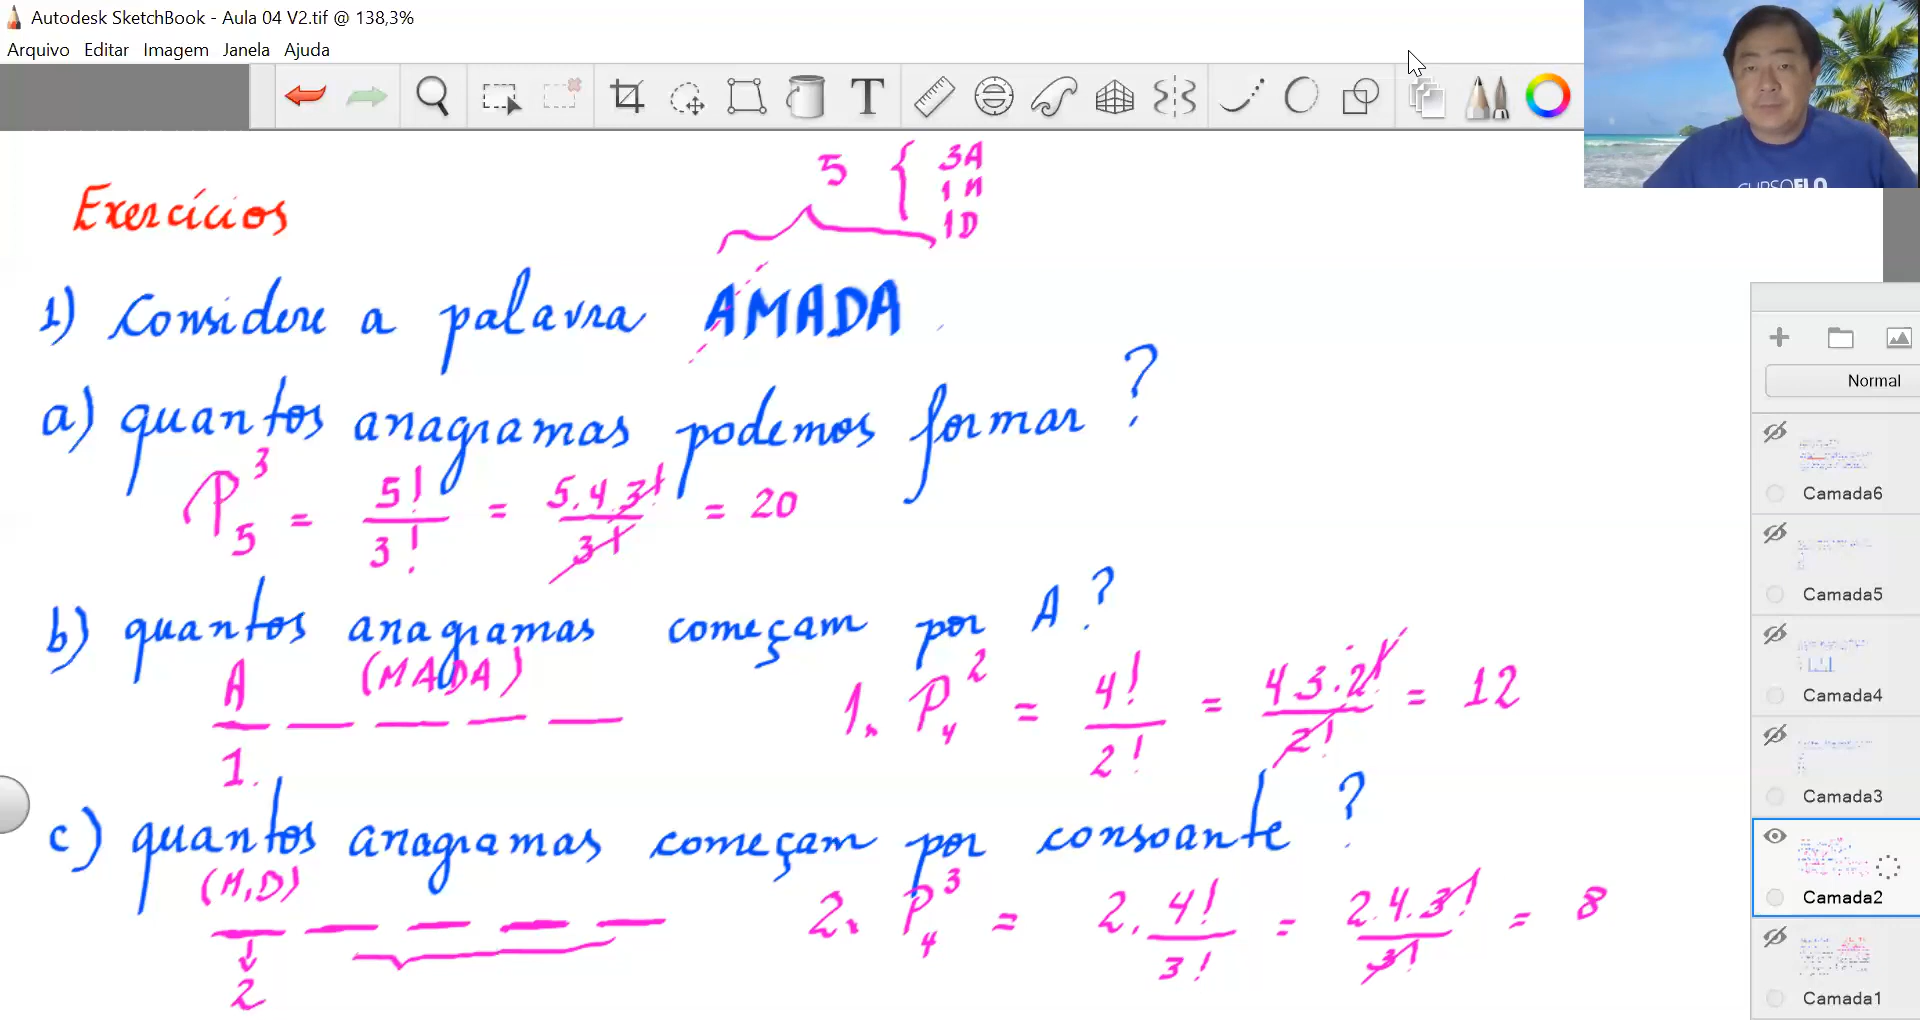 Autodesk SketchBook - Aula 04 V2.tif @ 138,3%
Arquivo Editar Imagem Janela Ajuda
T
5 { 3A
1M
1D
Exercícios
1) Considere a palavra AMADA
a) quantos anagramas podemos formar?
P_5^3 = 5!/3! = 5.4.3!/3! = 20
b) quantos anagramas começam por A?
A (MADA)
1.
1. P_4^2 = 4!/2! = 4.3.2!/2! = 12
c) quantos anagramas começam por consoante?
(M,D)
2
2. P_4^3 = 2. 4!/3! = 2.4.3!/3! = 8
Normal
Camada6
Camada5
Camada4
Camada3
Camada2
Camada1